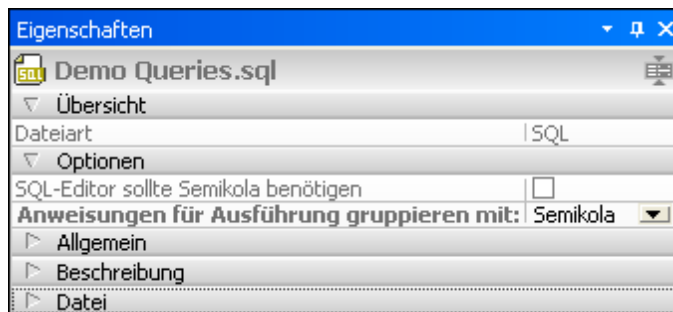 Eigenschaften
SQL Demo Queries.sql
Übersicht
Dateiart SQL
Optionen
SQL-Editor sollte Semikola benötigen
Anweisungen für Ausführung gruppieren mit: Semikola
Allgemein
Beschreibung
Datei